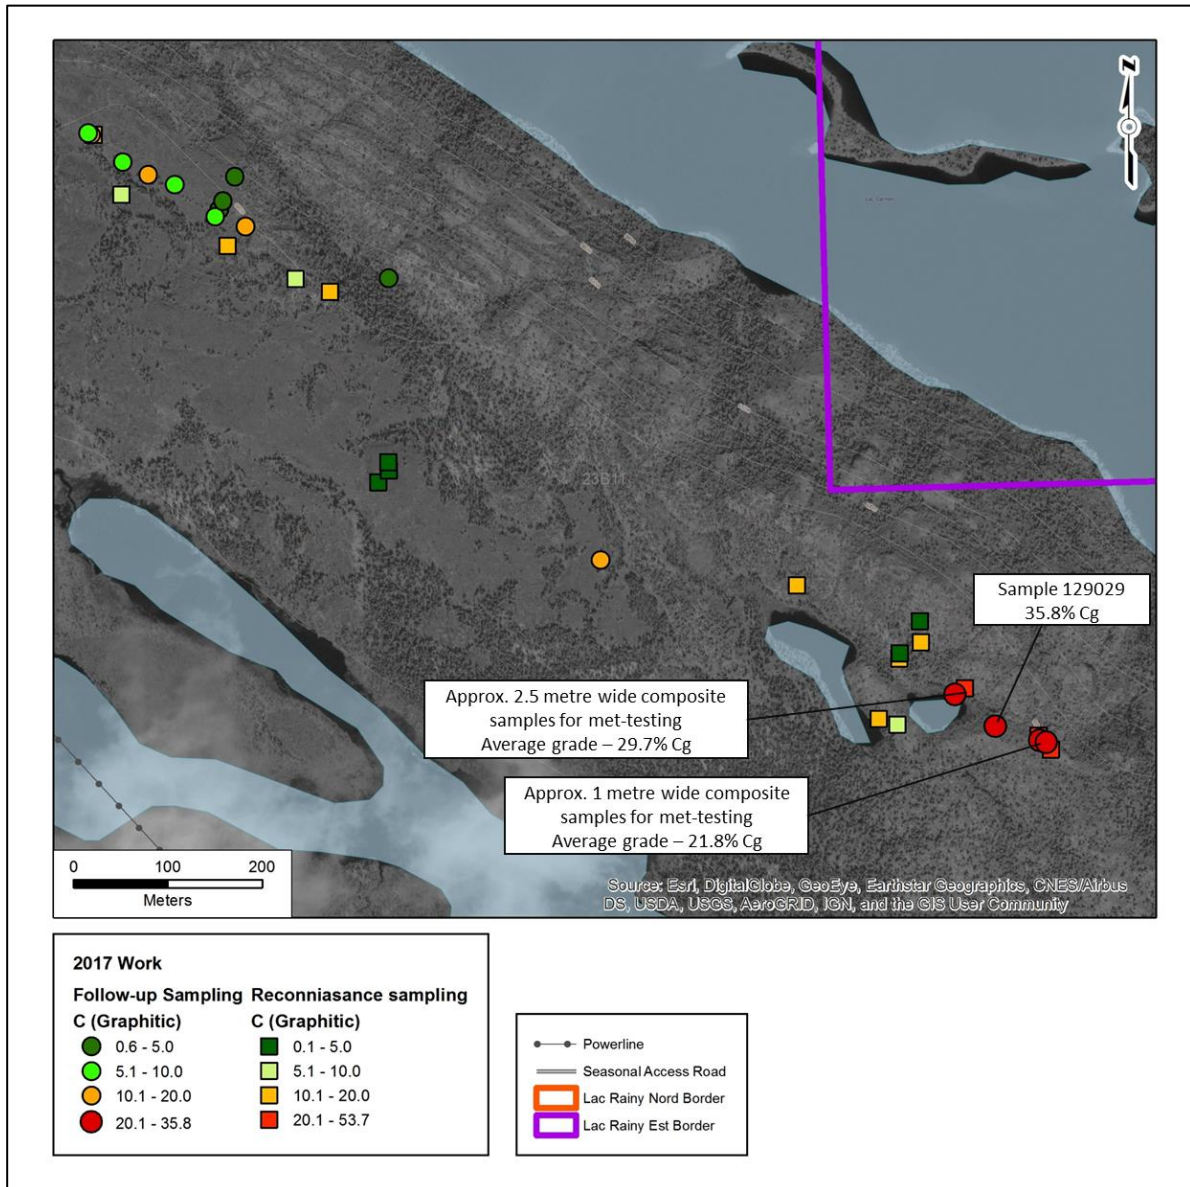 N
23B11
Sample 129029
35.8% Cg
Approx. 2.5 metre wide composite
samples for met-testing
Average grade – 29.7% Cg
Approx. 1 metre wide composite
samples for met-testing
Average grade – 21.8% Cg
0 100 200
Meters
Source: Esri, DigitalGlobe, GeoEye, Earthstar Geographics, CNES/Airbus
DS, USDA, USGS, AeroGRID, IGN, and the GIS User Community
2017 Work
Follow-up Sampling Reconniasance sampling
C (Graphitic) C (Graphitic)
0.6 - 5.0 0.1 - 5.0
5.1 - 10.0 5.1 - 10.0
10.1 - 20.0 10.1 - 20.0
20.1 - 35.8 20.1 - 53.7
Powerline
Seasonal Access Road
Lac Rainy Nord Border
Lac Rainy Est Border